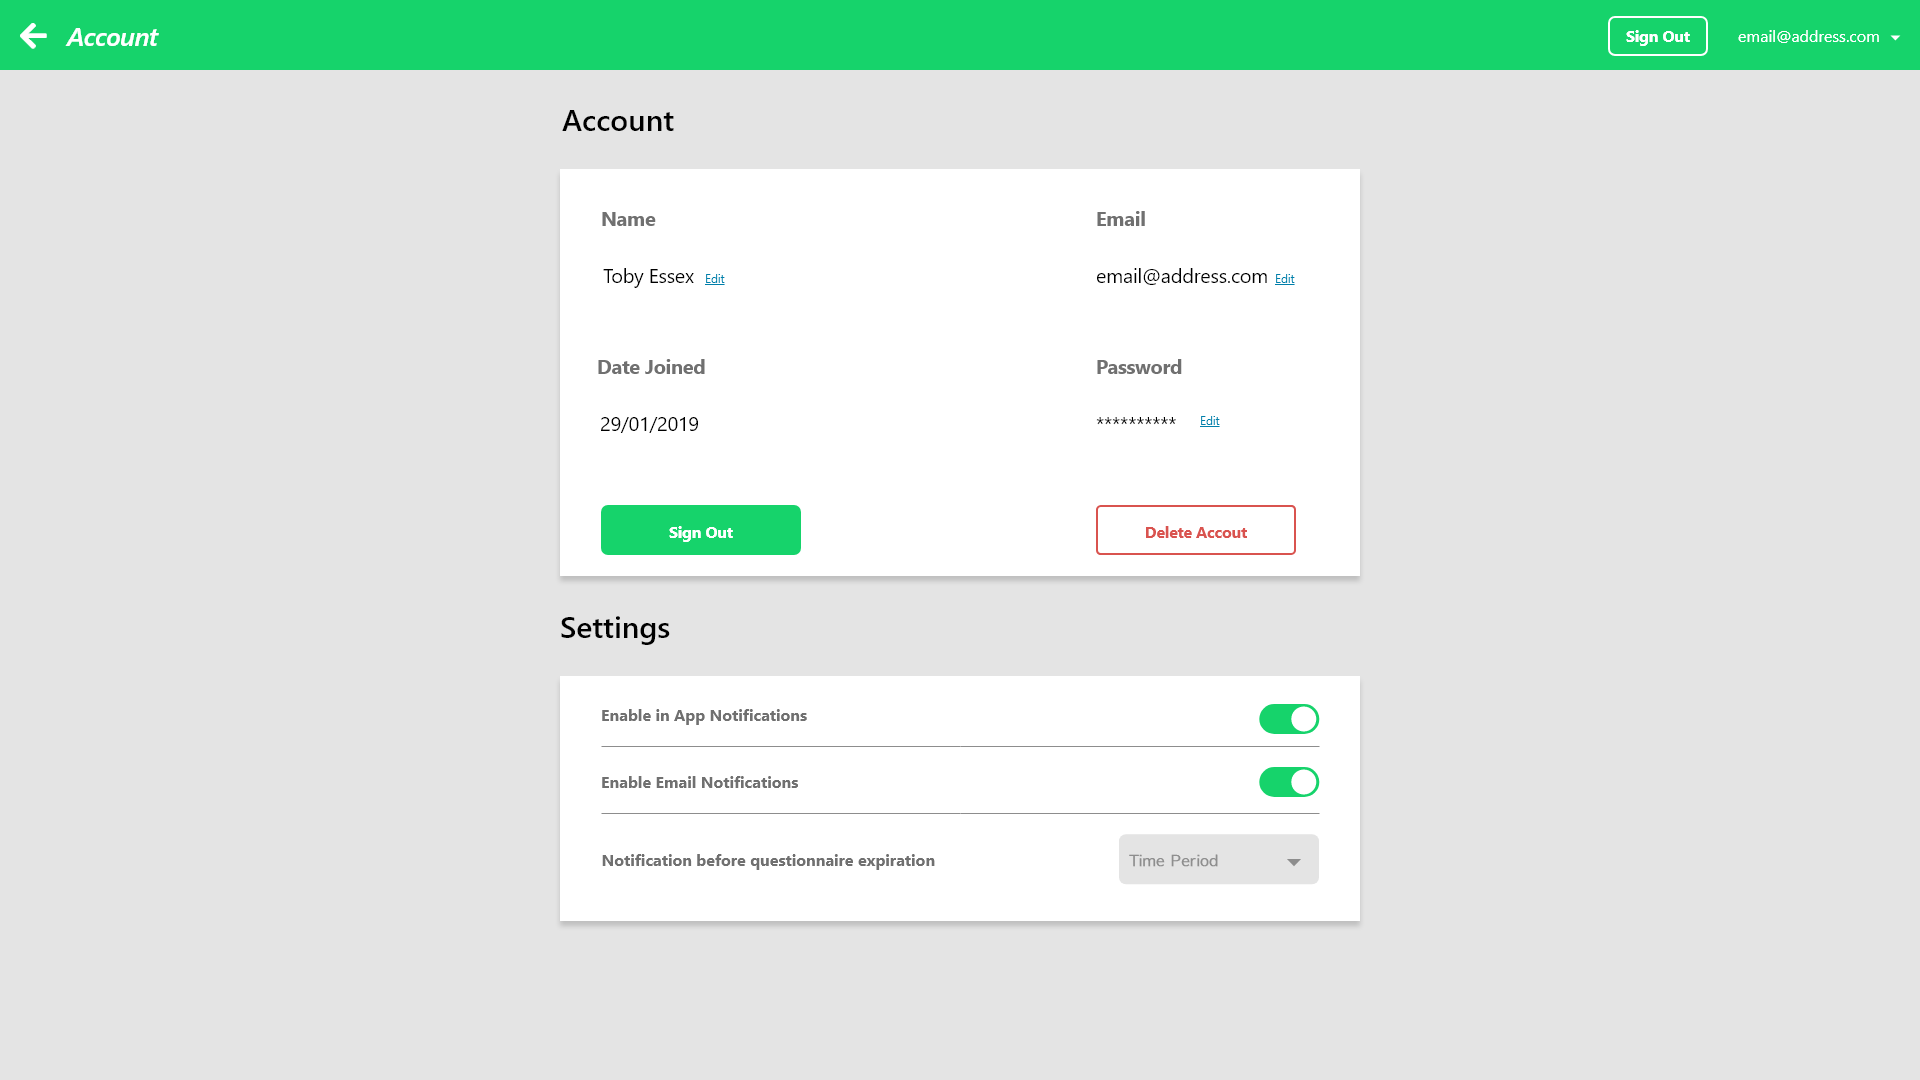 Account
Sign Out
email@address.com
Account
Name
Email
Toby Essex Edit
email@address.com Edit
Date Joined
Password
29/01/2019
********** Edit
Sign Out
Delete Accout
Settings
Enable in App Notifications
Enable Email Notifications
Notification before questionnaire expiration
Time Period